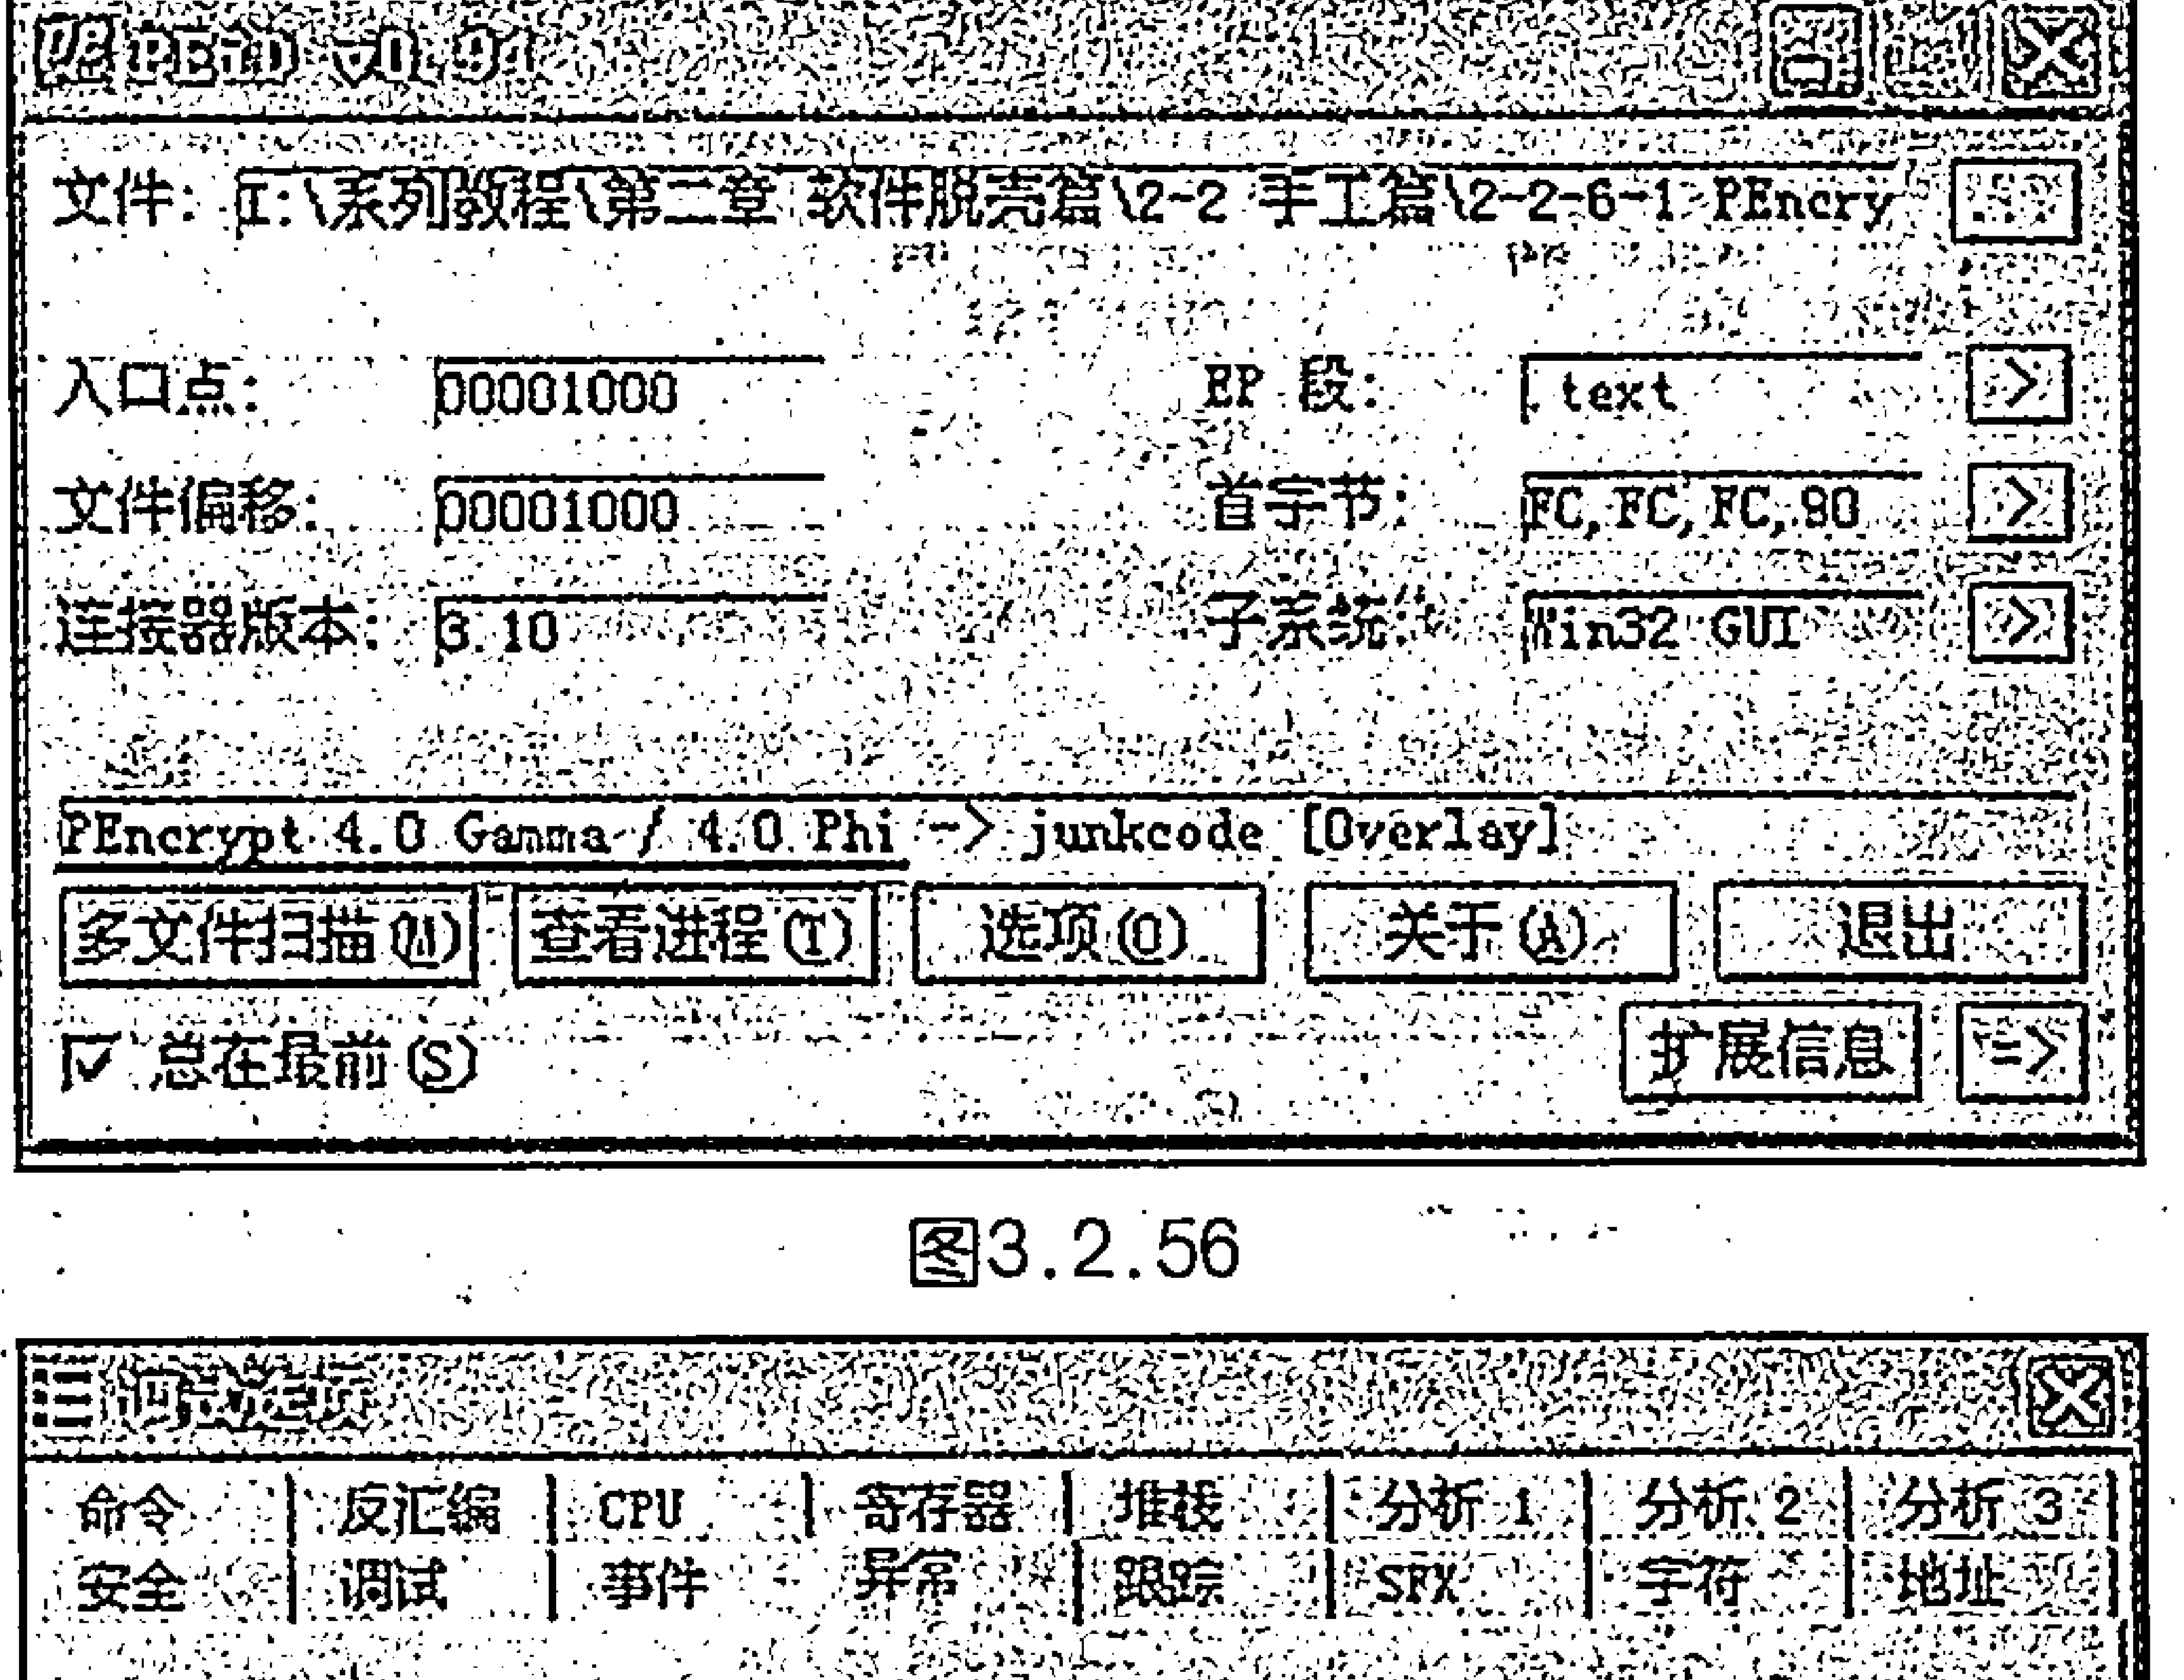 PEiD v0.94
文件: I:\系列教程\第二章 软件脱壳篇\2-2 手工篇\2-2-6-1 PEncry ...
入口点: 00001000 EP 段: .text >
文件偏移: 00001000 首字节: FC,FC,FC,90 >
连接器版本: 3.10 子系统: Win32 GUI >
PEncrypt 4.0 Gamma / 4.0 Phi -> junkcode [Overlay]
多文件扫描(M) 查看进程(T) 选项(O) 关于(A) 退出
总在最前(S) 扩展信息 =>
图3.2.56
调试选项
命令 反汇编 CPU 寄存器 堆栈 分析 1 分析 2 分析 3
安全 调试 事件 异常 跟踪 SFX 字符 地址